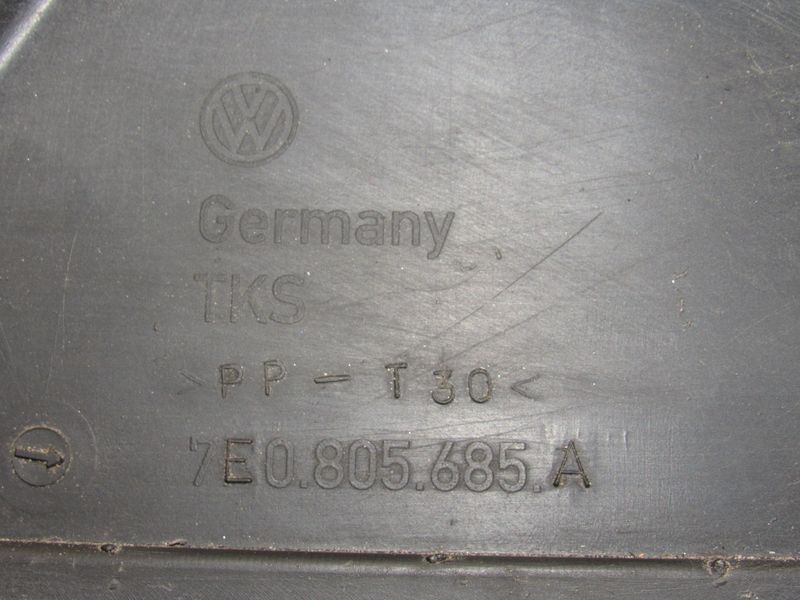 Germany
TKS
>PP-T30<
7E0.805.685.A